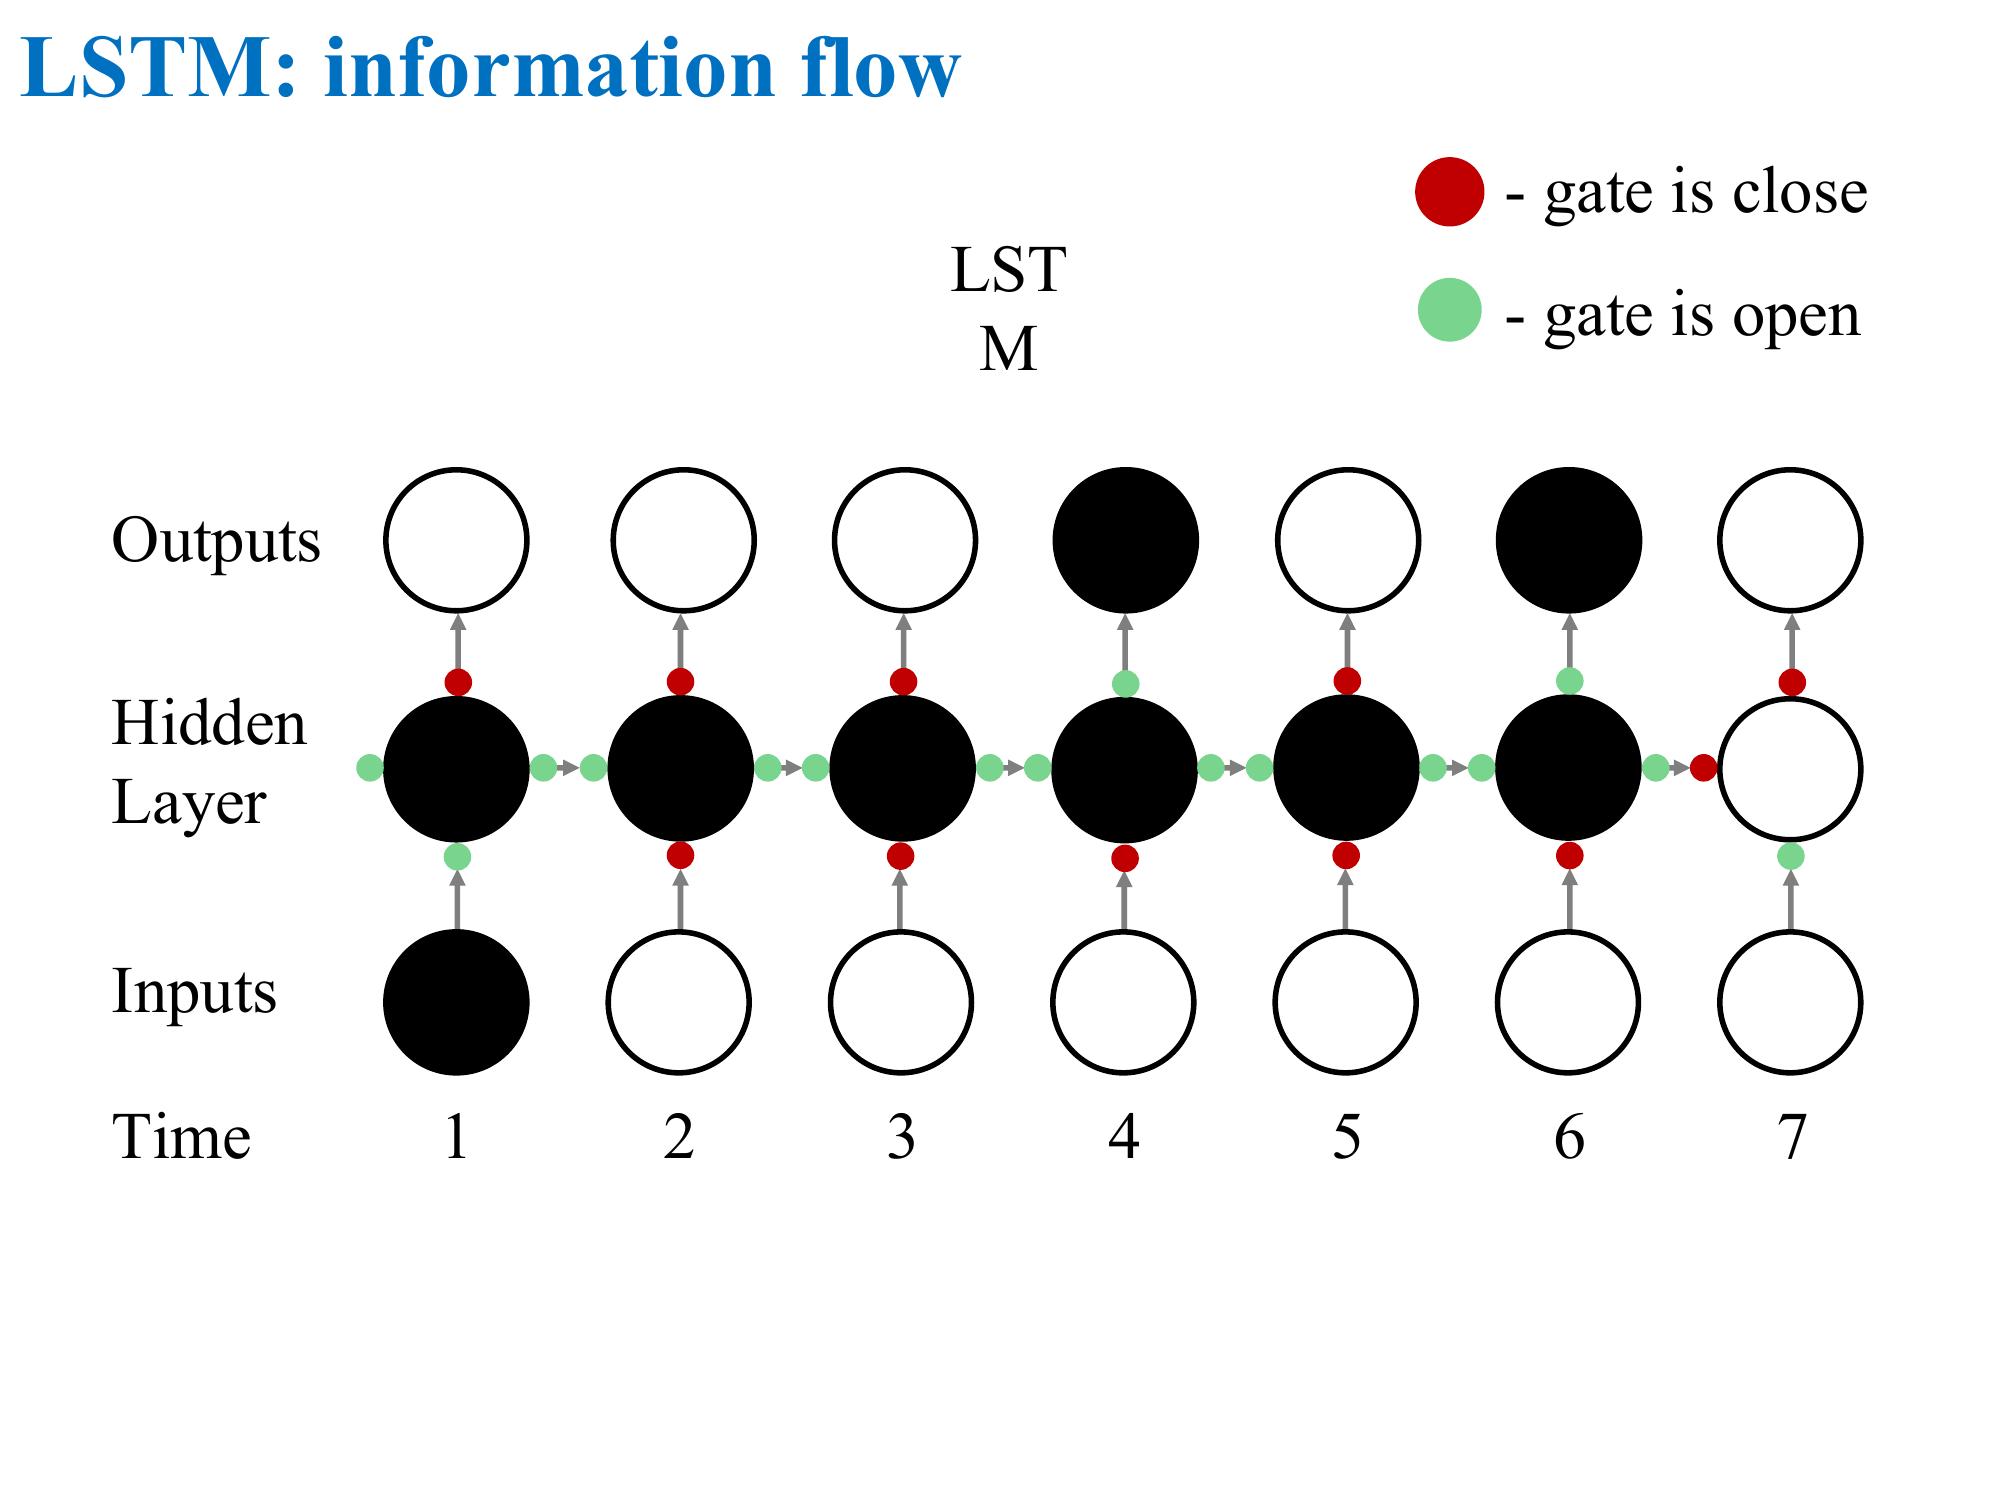 LSTM: information flow
- gate is close
- gate is open
LST
M
Outputs
Hidden
Layer
Inputs
Time 1 2 3 4 5 6 7